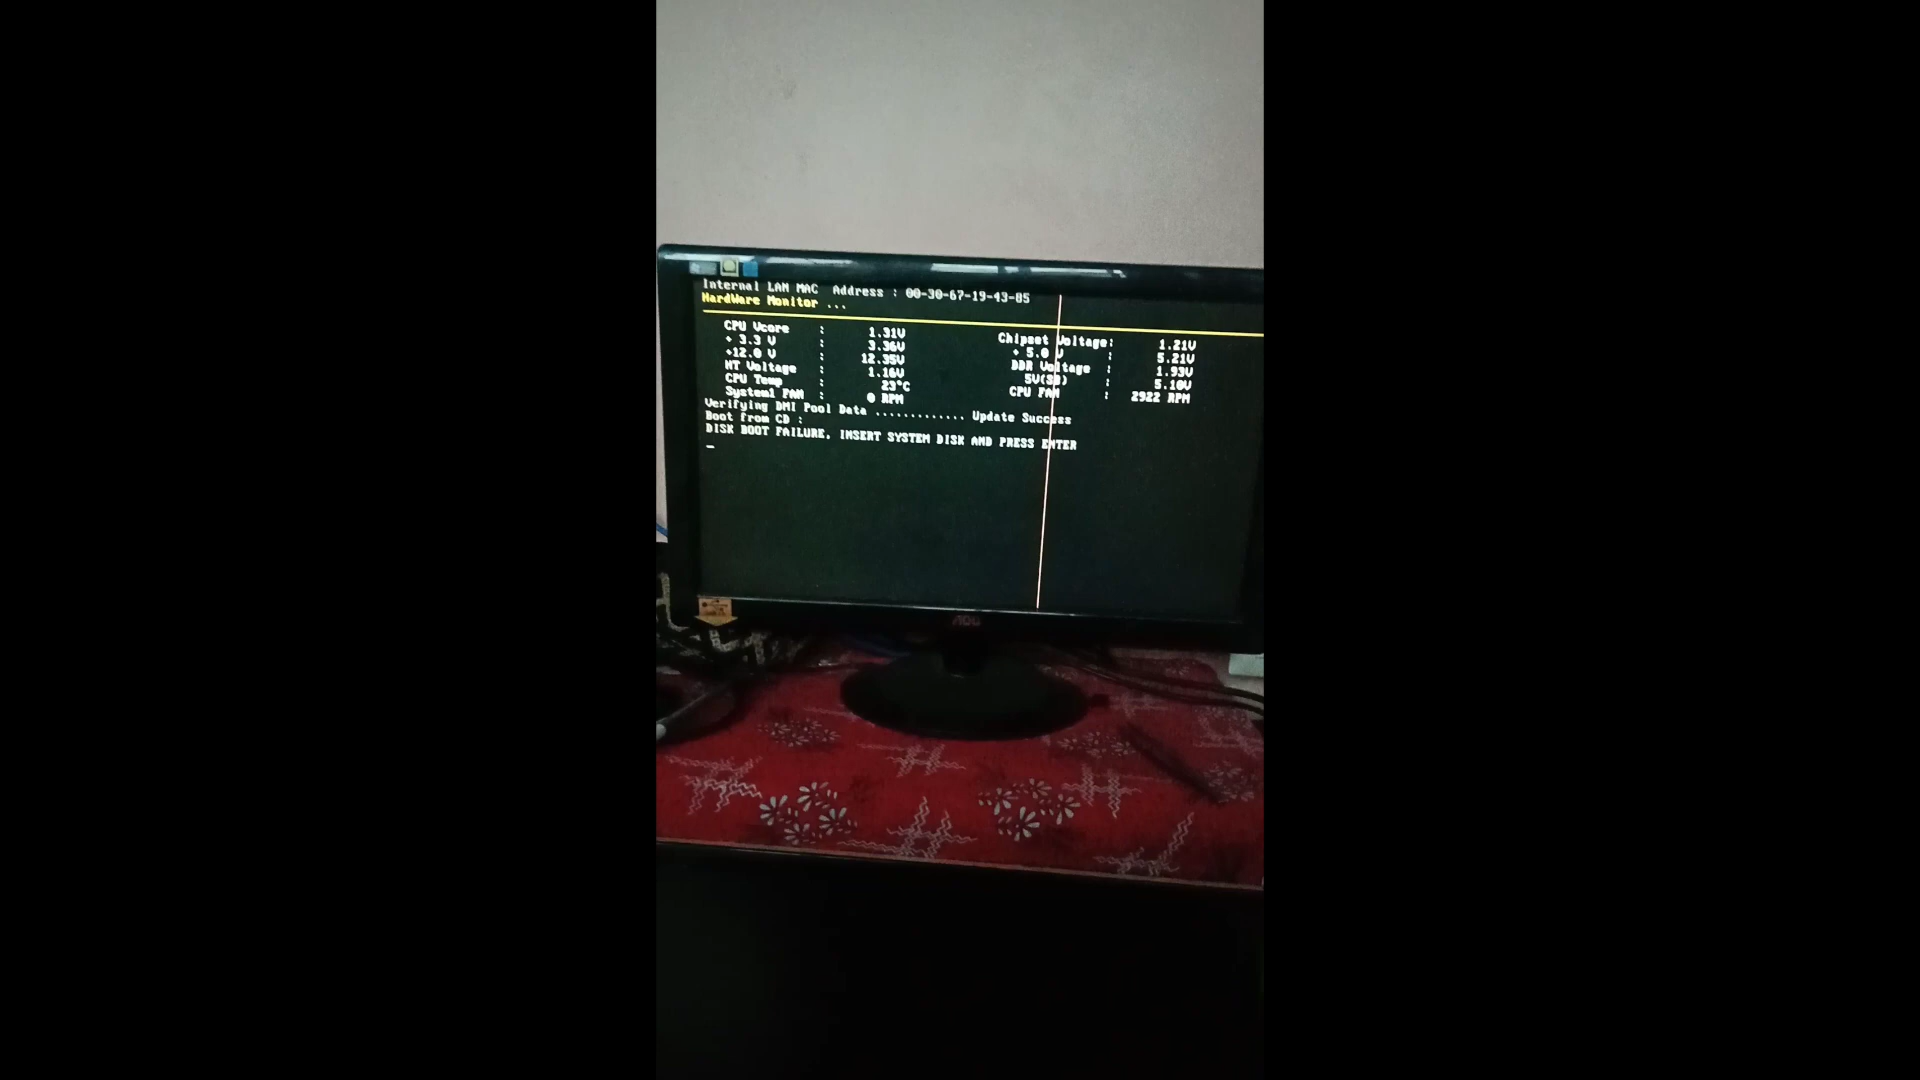 Internal LAN MAC Address : 00-30-67-19-43-85
HardWare Monitor ...
CPU Vcore : 1.31V Chipset Voltage: 1.21V
+ 3.3 V : 3.36V + 5.0 V : 5.21V
+12.0 V : 12.35V DDR Voltage : 1.93V
HT Voltage : 1.16V 5V(SB) : 5.10V
CPU Temp : 23°C CPU FAN : 2922 RPM
System1 FAN : 0 RPM
Verifying DMI Pool Data ............. Update Success
Boot from CD :
DISK BOOT FAILURE, INSERT SYSTEM DISK AND PRESS ENTER
AOC